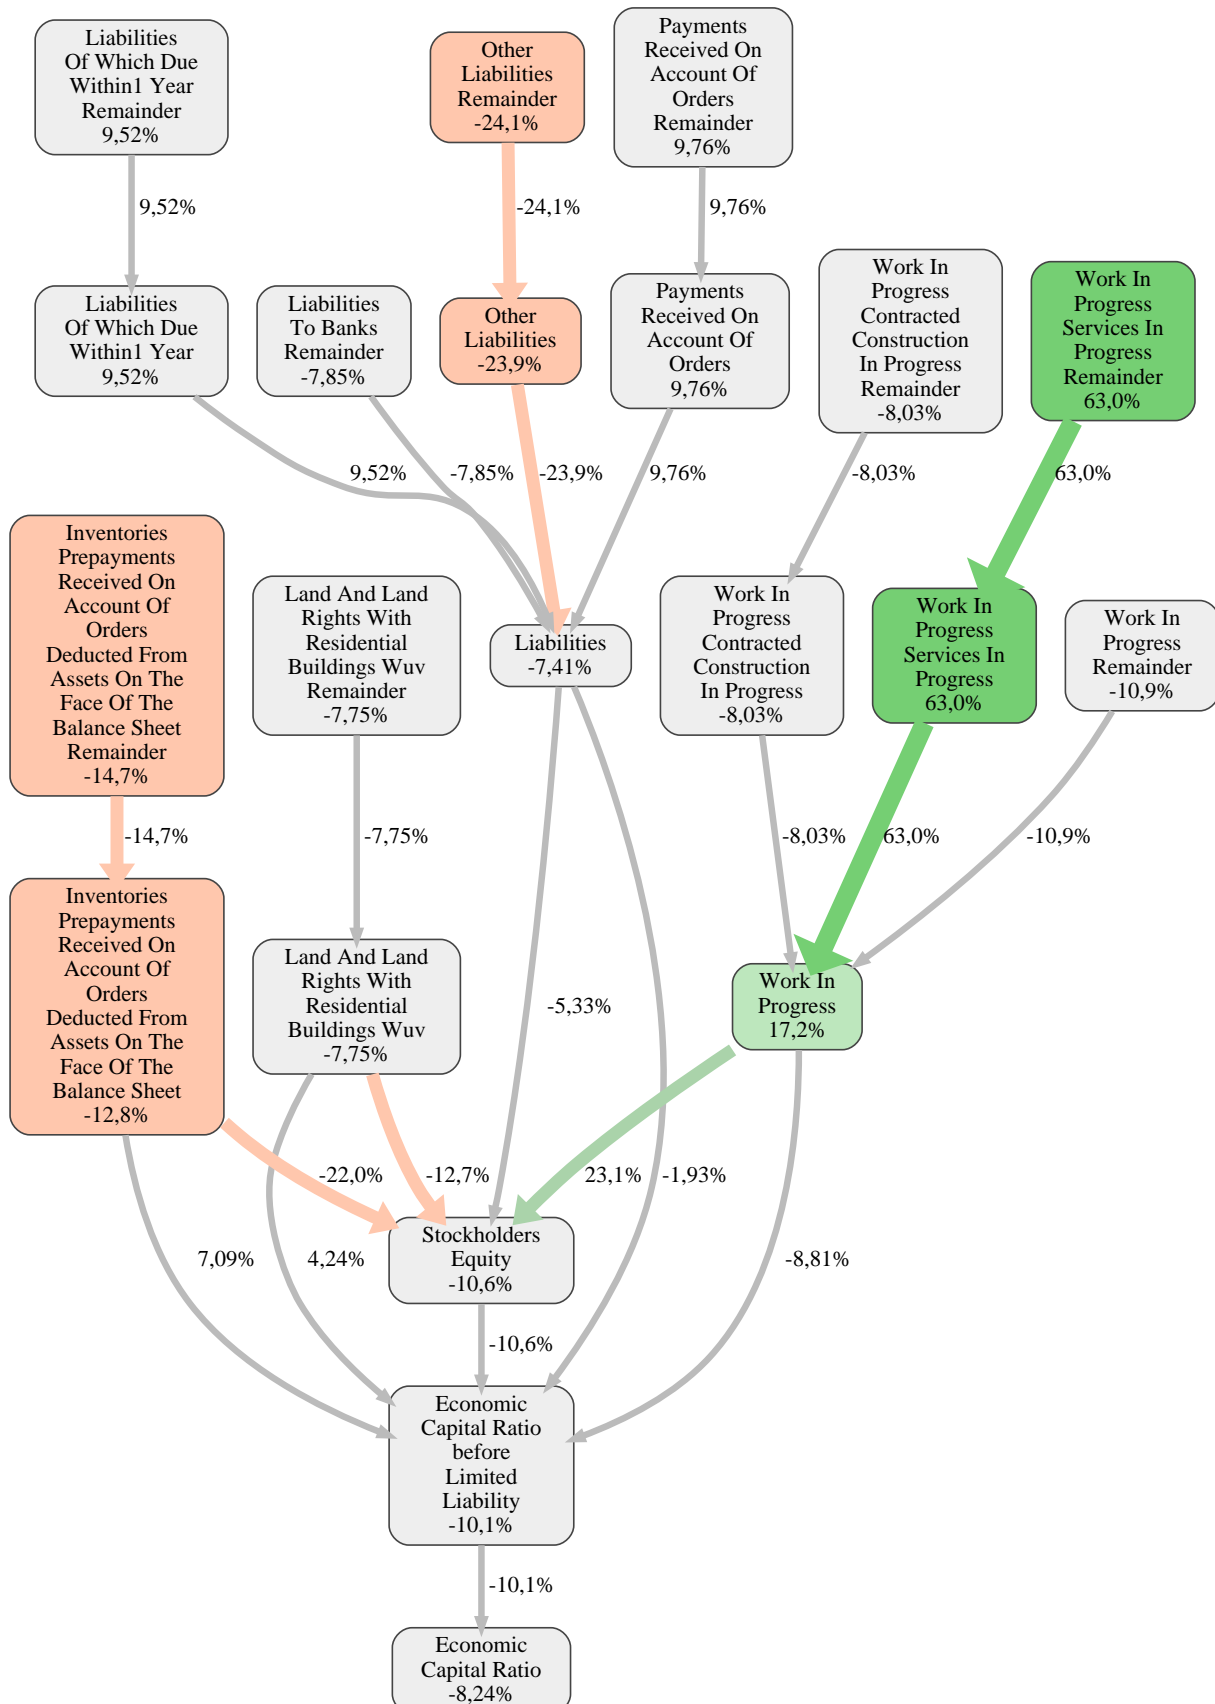 Liabilities
Of Which Due
Within1 Year
Remainder
9,52%
Other
Liabilities
Remainder
-24,1%
Payments
Received On
Account Of
Orders
Remainder
9,76%
9,52%
-24,1%
9,76%
Liabilities
Of Which Due
Within1 Year
9,52%
Liabilities
To Banks
Remainder
-7,85%
Other
Liabilities
-23,9%
Payments
Received On
Account Of
Orders
9,76%
Work In
Progress
Contracted
Construction
In Progress
Remainder
-8,03%
Work In
Progress
Services In
Progress
Remainder
63,0%
9,52%
-7,85%
-23,9%
9,76%
-8,03%
63,0%
Inventories
Prepayments
Received On
Account Of
Orders
Deducted From
Assets On The
Face Of The
Balance Sheet
Remainder
-14,7%
Land And Land
Rights With
Residential
Buildings Wuv
Remainder
-7,75%
Liabilities
-7,41%
Work In
Progress
Contracted
Construction
In Progress
-8,03%
Work In
Progress
Services In
Progress
63,0%
Work In
Progress
Remainder
-10,9%
-14,7%
-7,75%
-8,03%
63,0%
-10,9%
Inventories
Prepayments
Received On
Account Of
Orders
Deducted From
Assets On The
Face Of The
Balance Sheet
-12,8%
Land And Land
Rights With
Residential
Buildings Wuv
-7,75%
-5,33%
Work In
Progress
17,2%
-22,0%
-12,7%
23,1%
-1,93%
7,09%
4,24%
Stockholders
Equity
-10,6%
-8,81%
-10,6%
Economic
Capital Ratio
before
Limited
Liability
-10,1%
-10,1%
Economic
Capital Ratio
-8,24%